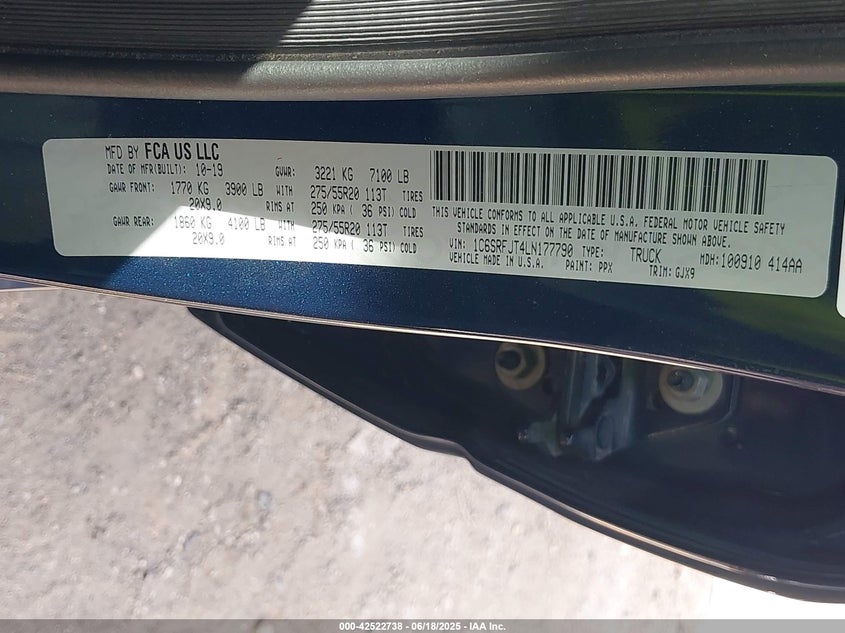 MFD BY FCA US LLC
DATE OF MFR(BUILT): 10-19 GVWR: 3221 KG 7100 LB
GAWR FRONT: 1770 KG 3900 LB WITH 275/55R20 113T TIRES
20X9.0 RIMS AT 250 KPA ( 36 PSI) COLD
GAWR REAR: 1860 KG 4100 LB WITH 275/55R20 113T TIRES
20X9.0 RIMS AT 250 KPA ( 36 PSI) COLD
THIS VEHICLE CONFORMS TO ALL APPLICABLE U.S.A. FEDERAL MOTOR VEHICLE SAFETY
STANDARDS IN EFFECT ON THE DATE OF MANUFACTURE SHOWN ABOVE.
VIN: 1C6SRFJT4LN177790 TYPE: TRUCK MDH:100910 414AA
VEHICLE MADE IN U.S.A. PAINT: PPX TRIM: GJX9
000-42522738 - 06/18/2025 - IAA Inc.